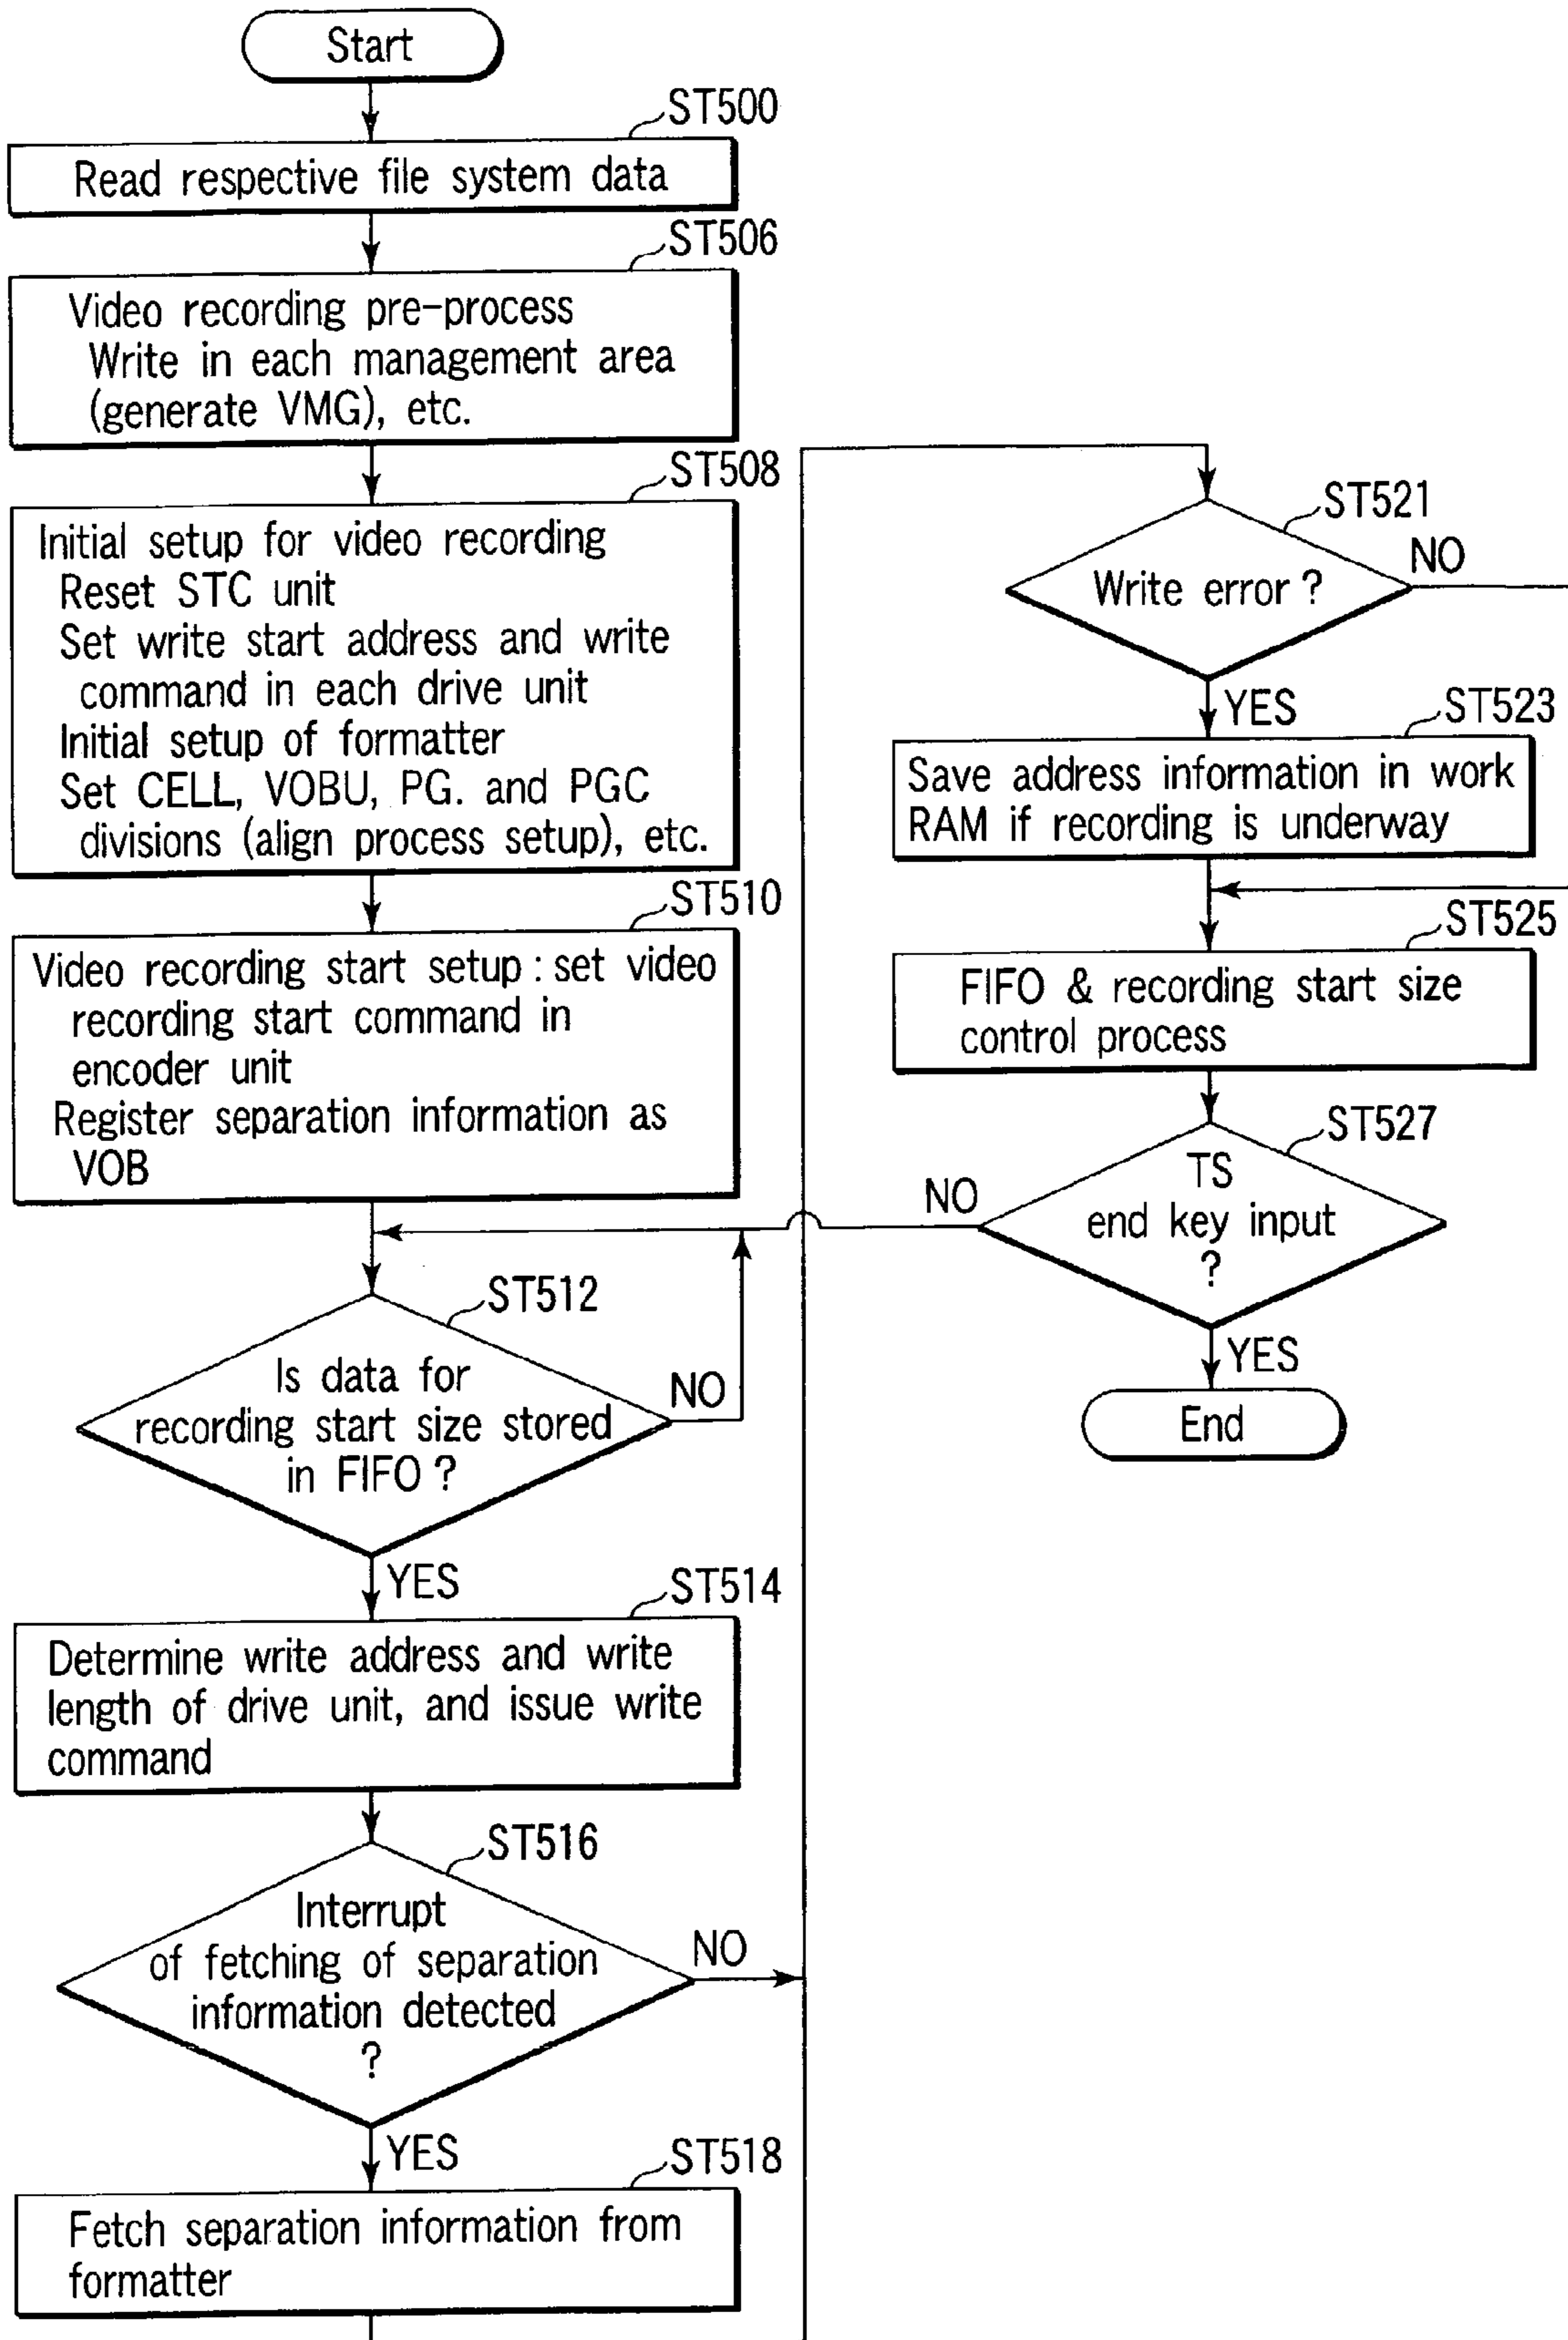 Start
ST500
Read respective file system data
ST506
Video recording pre-process
Write in each management area
(generate VMG), etc.
ST508
Initial setup for video recording
Reset STC unit
Set write start address and write
command in each drive unit
Initial setup of formatter
Set CELL, VOBU, PG. and PGC
divisions (align process setup), etc.
ST510
Video recording start setup : set video
recording start command in
encoder unit
Register separation information as
VOB
ST512
Is data for
recording start size stored
in FIFO ?
NO
YES
ST514
Determine write address and write
length of drive unit, and issue write
command
ST516
Interrupt
of fetching of separation
information detected
?
NO
YES
ST518
Fetch separation information from
formatter
ST521
Write error ?
NO
YES
ST523
Save address information in work
RAM if recording is underway
ST525
FIFO & recording start size
control process
ST527
TS
end key input
?
NO
YES
End